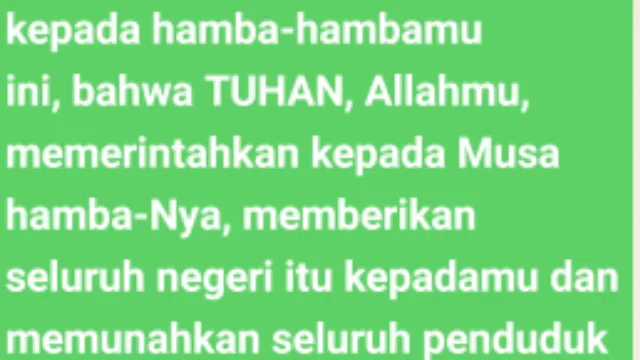 kepada hamba-hambamu
ini, bahwa TUHAN, Allahmu,
memerintahkan kepada Musa
hamba-Nya, memberikan
seluruh negeri itu kepadamu dan
memunahkan seluruh penduduk